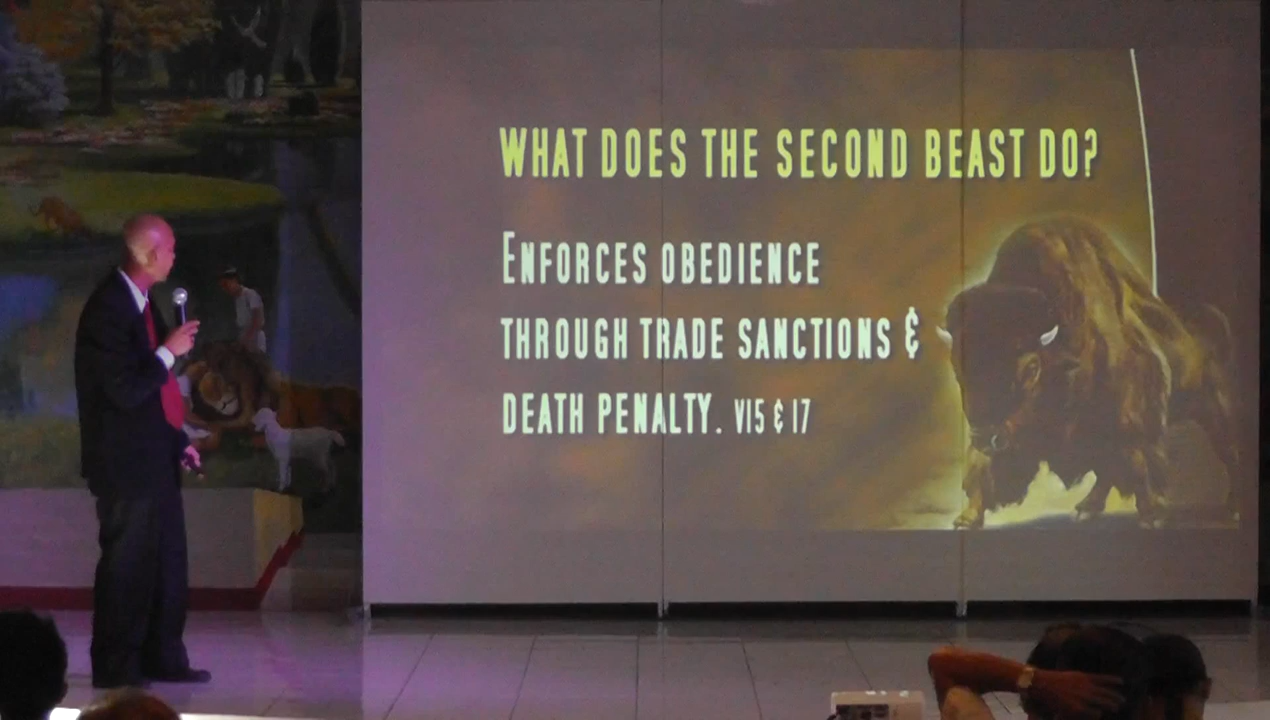 WHAT DOES THE SECOND BEAST DO?
ENFORCES OBEDIENCE
THROUGH TRADE SANCTIONS &
DEATH PENALTY. V15 & 17